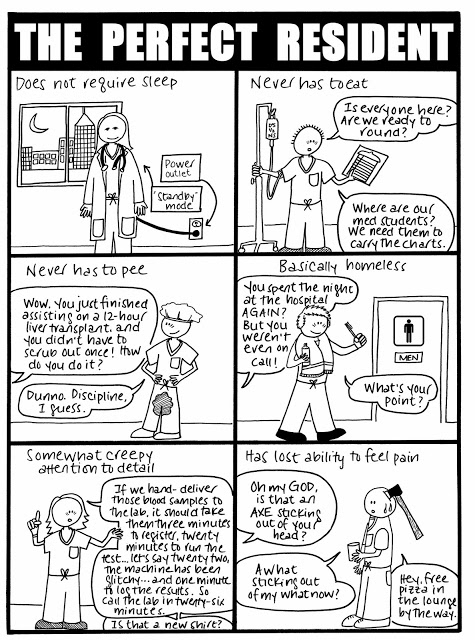 THE PERFECT RESIDENT
Does not require sleep
Power
outlet
'Standby'
mode
Never has to eat
Is everyone here?
Are we ready to
round?
D5
½
NS
Where are our
med students?
We need them to
carry the charts.
Never has to pee
Wow. You just finished
assisting on a 12-hour
liver transplant, and
you didn't have to
scrub out once! How
do you do it?
Dunno. Discipline,
I guess.
Basically homeless
You spent the night
at the hospital
AGAIN?
But you
weren't
even on
call!
MEN
What's your
point?
Somewhat creepy
attention to detail
If we hand-deliver
those blood samples to
the lab, it should take
them three minutes
to register, twenty
minutes to run the
test... let's say twenty two,
the machine has been
glitchy... and one minute
to log the results. So
call the lab in twenty-six
minutes.
Is that a new shirt?
Has lost ability to feel pain
Oh my GOD,
is that an
AXE sticking
out of your
head?
A what
sticking out
of my what now?
Hey, free
pizza in
the lounge
by the way.